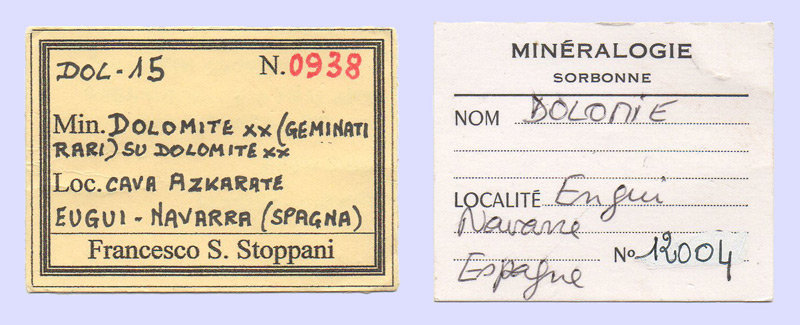 DOL-15 N.0938
Min. DOLOMITE xx (GEMINATI
RARI) SU DOLOMITE xx
Loc. CAVA AZKARATE
EUGUI-NAVARRA (SPAGNA)
Francesco S. Stoppani
MINÉRALOGIE
SORBONNE
NOM DOLOMIE
LOCALITÉ Engui
Navarre
Espagne No 12004